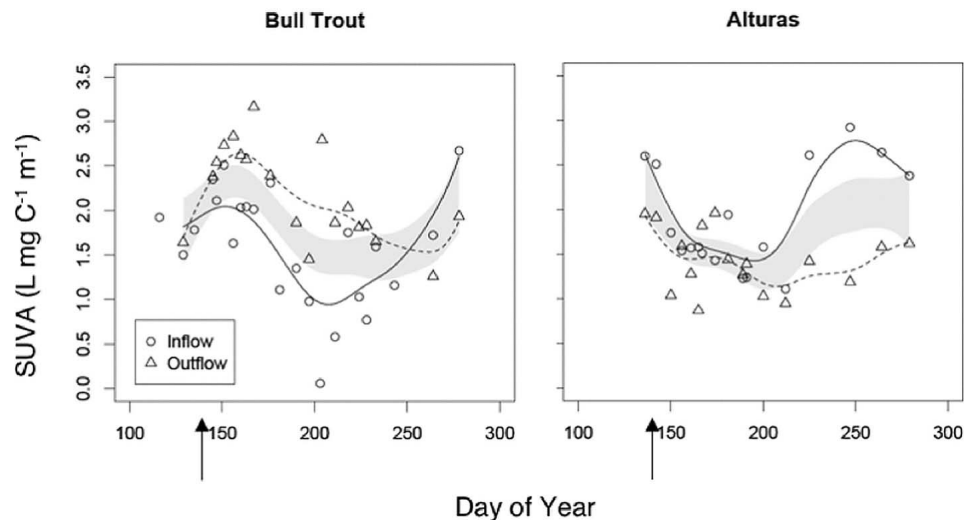 Bull Trout
Alturas
SUVA (L mg C⁻¹ m⁻¹)
3.5
3.0
2.5
2.0
1.5
1.0
0.5
0.0
Inflow
Outflow
100 150 200 250 300
100 150 200 250 300
Day of Year